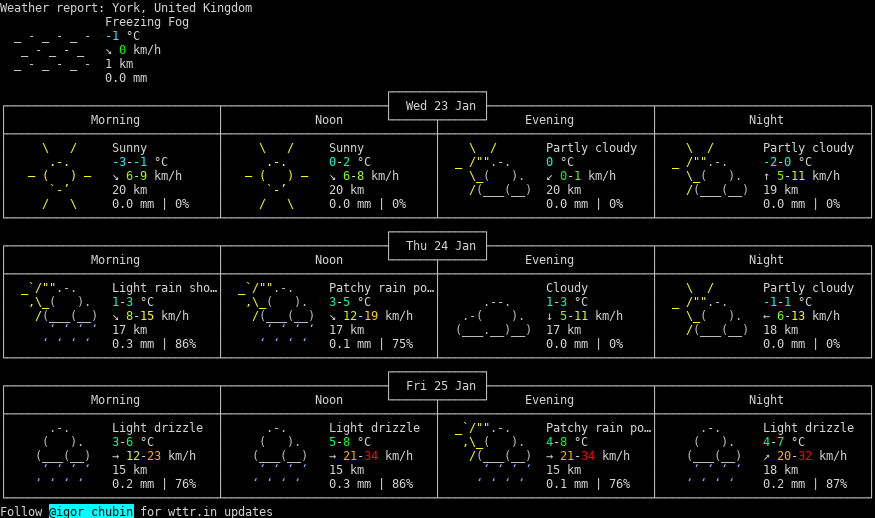 Weather report: York, United Kingdom
Freezing Fog
-1 °C
↘ 0 km/h
1 km
0.0 mm
Wed 23 Jan
Morning Noon Evening Night
Sunny Sunny Partly cloudy Partly cloudy
-3--1 °C 0-2 °C 0 °C -2-0 °C
↘ 6-9 km/h ↘ 6-8 km/h ↙ 0-1 km/h ↑ 5-11 km/h
20 km 20 km 20 km 19 km
0.0 mm | 0% 0.0 mm | 0% 0.0 mm | 0% 0.0 mm | 0%
Thu 24 Jan
Morning Noon Evening Night
Light rain sho… Patchy rain po… Cloudy Partly cloudy
1-3 °C 3-5 °C 1-3 °C -1-1 °C
↘ 8-15 km/h ↘ 12-19 km/h ↓ 5-11 km/h ← 6-13 km/h
17 km 17 km 17 km 18 km
0.3 mm | 86% 0.1 mm | 75% 0.0 mm | 0% 0.0 mm | 0%
Fri 25 Jan
Morning Noon Evening Night
Light drizzle Light drizzle Patchy rain po… Light drizzle
3-6 °C 5-8 °C 4-8 °C 4-7 °C
→ 12-23 km/h → 21-34 km/h → 21-34 km/h ↗ 20-32 km/h
15 km 15 km 15 km 18 km
0.2 mm | 76% 0.3 mm | 86% 0.1 mm | 76% 0.2 mm | 87%
Follow @igor_chubin for wttr.in updates